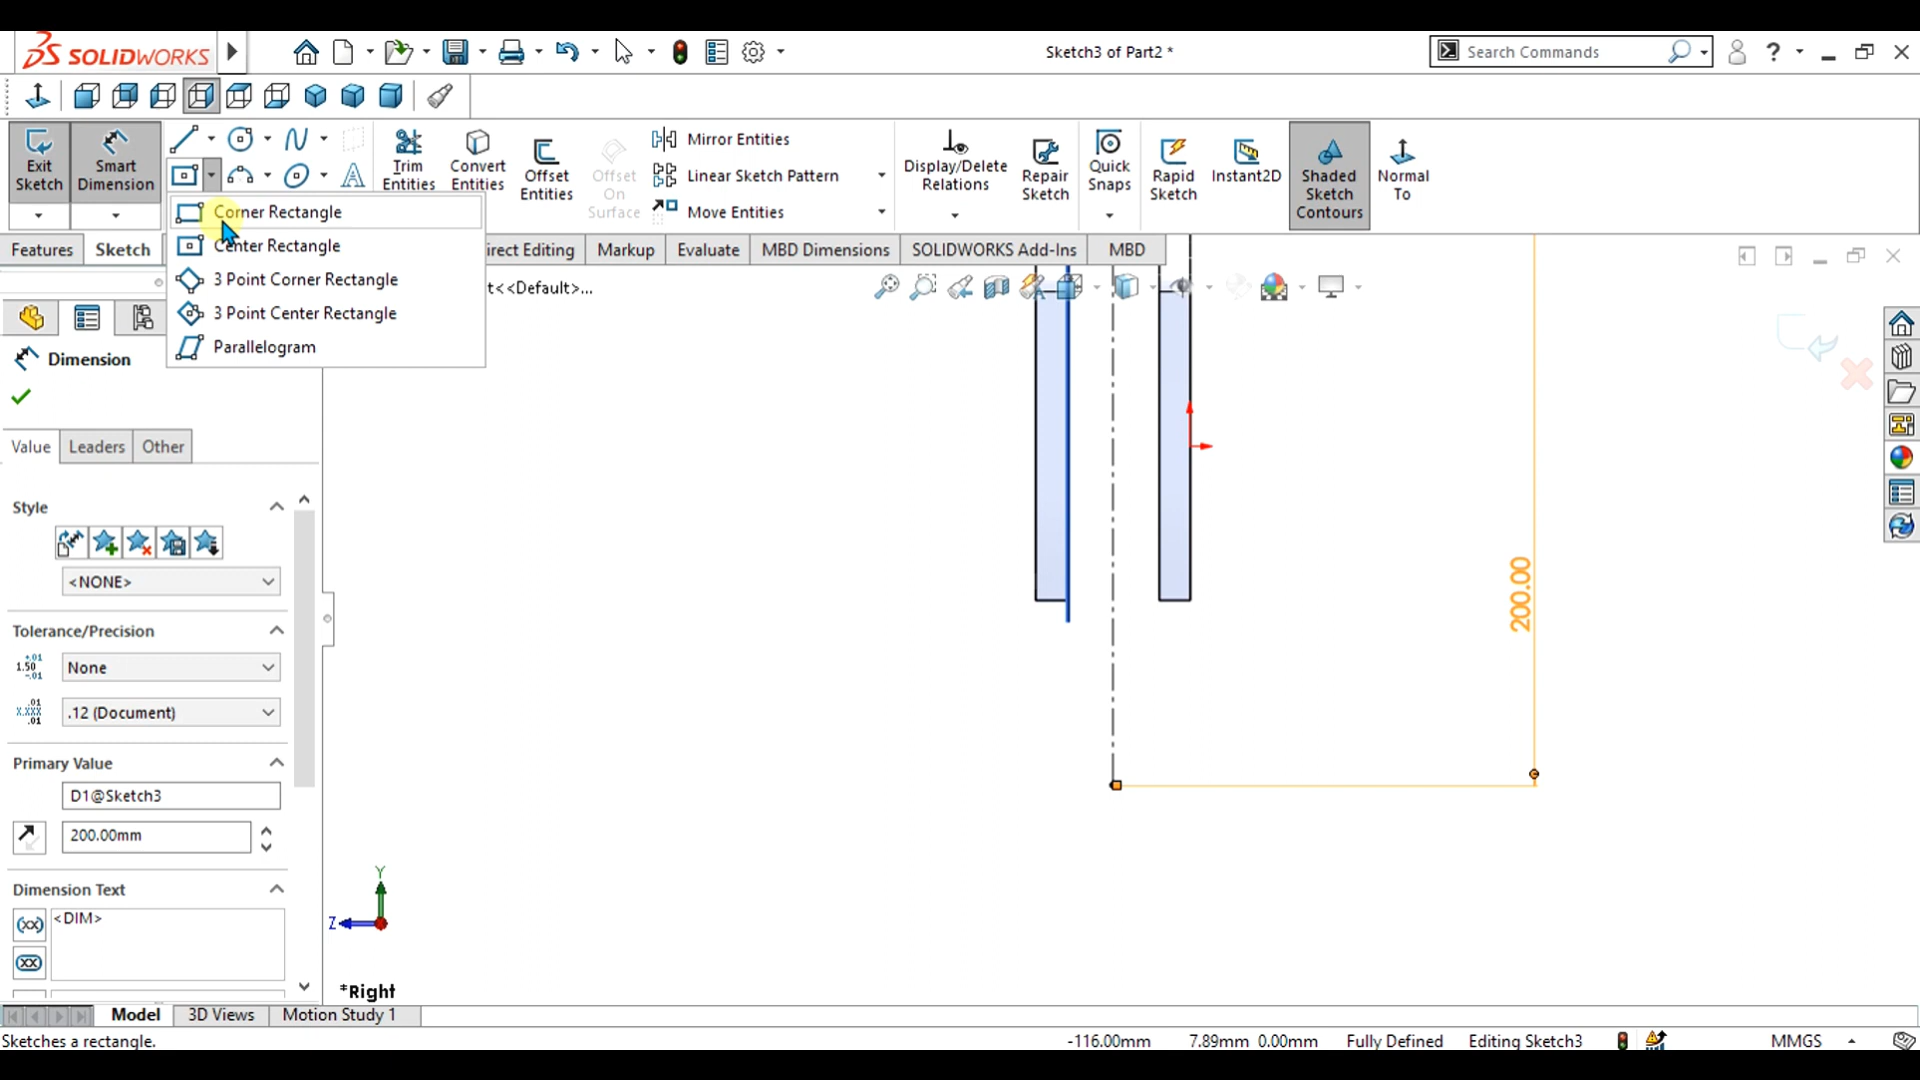 SOLIDWORKS
Sketch3 of Part2 *
Search Commands
Exit Sketch
Smart Dimension
Trim Entities
Convert Entities
Offset Entities
Offset On Surface
Mirror Entities
Linear Sketch Pattern
Move Entities
Display/Delete Relations
Repair Sketch
Quick Snaps
Rapid Sketch
Instant2D
Shaded Sketch Contours
Normal To
Corner Rectangle
Center Rectangle
3 Point Corner Rectangle
3 Point Center Rectangle
Parallelogram
Features
Sketch
irect Editing
Markup
Evaluate
MBD Dimensions
SOLIDWORKS Add-Ins
MBD
t<<Default>...
Dimension
Value
Leaders
Other
Style
<NONE>
Tolerance/Precision
None
.12 (Document)
Primary Value
D1@Sketch3
200.00mm
Dimension Text
<DIM>
200.00
Y
Z
*Right
Model
3D Views
Motion Study 1
Sketches a rectangle.
-116.00mm
7.89mm
0.00mm
Fully Defined
Editing Sketch3
MMGS